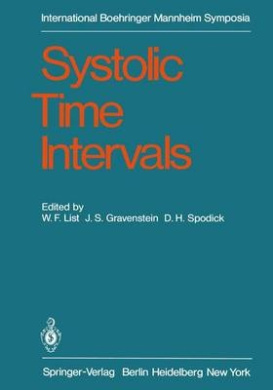 International Boehringer Mannheim Symposia
Systolic
Time
Intervals
Edited by
W. F. List J. S. Gravenstein D. H. Spodick
Springer-Verlag Berlin Heidelberg New York